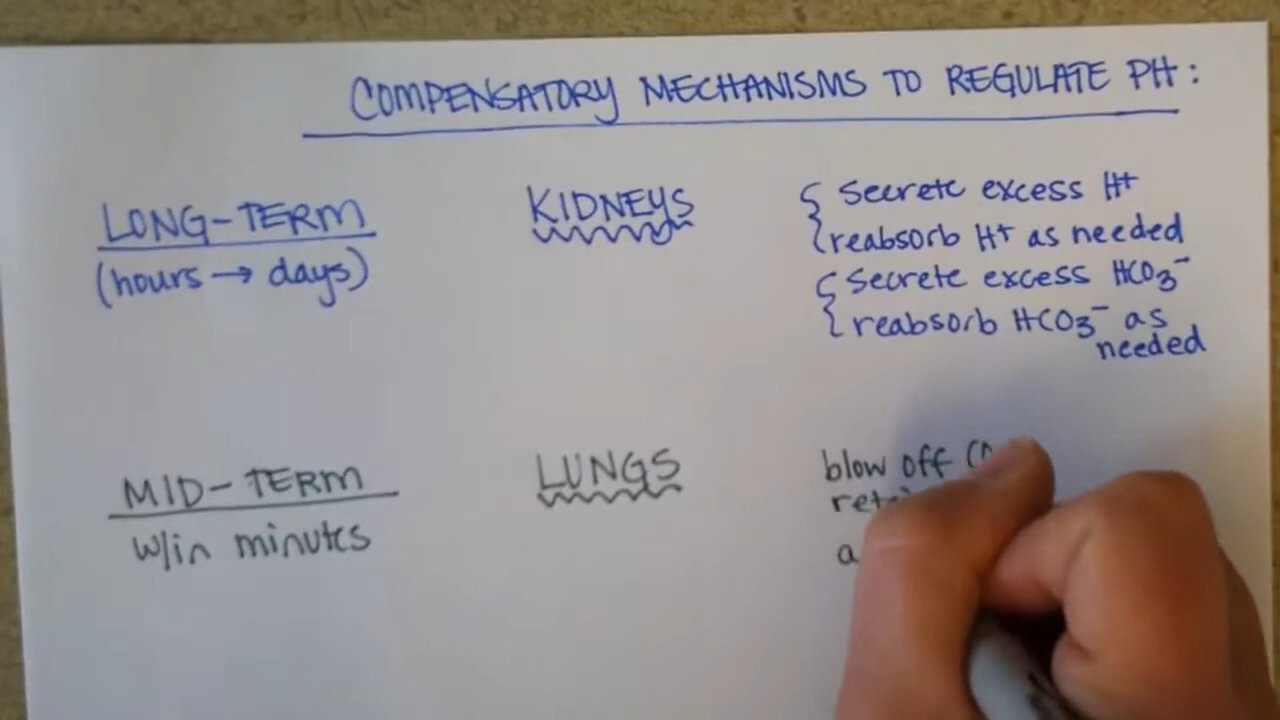 COMPENSATORY MECHANISMS TO REGULATE PH:
LONG-TERM
(hours → days)
KIDNEYS
secrete excess H+
reabsorb H+ as needed
secrete excess HCO3⁻
reabsorb HCO3⁻ as
needed
MID-TERM
w/in minutes
LUNGS
blow off